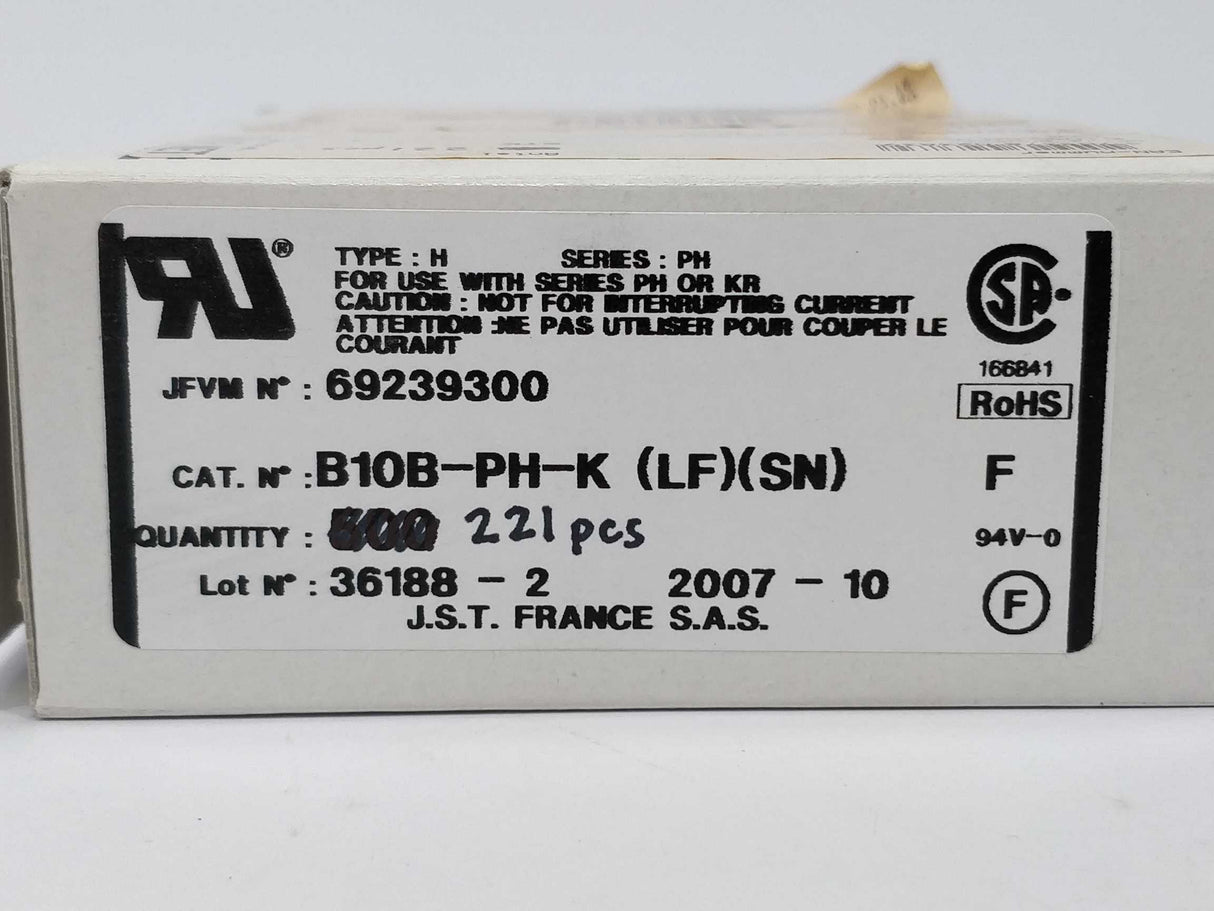 TYPE : H SERIES : PH
FOR USE WITH SERIES PH OR KR
CAUTION : NOT FOR INTERRUPTING CURRENT
ATTENTION :NE PAS UTILISER POUR COUPER LE
COURANT
JFVM N° : 69239300
CAT. N° : B10B-PH-K (LF)(SN)
QUANTITY : 221 pcs
Lot N° : 36188 - 2 2007 - 10
J.S.T. FRANCE S.A.S.
RU ®
SA
166841
RoHS
F
94V-0
F